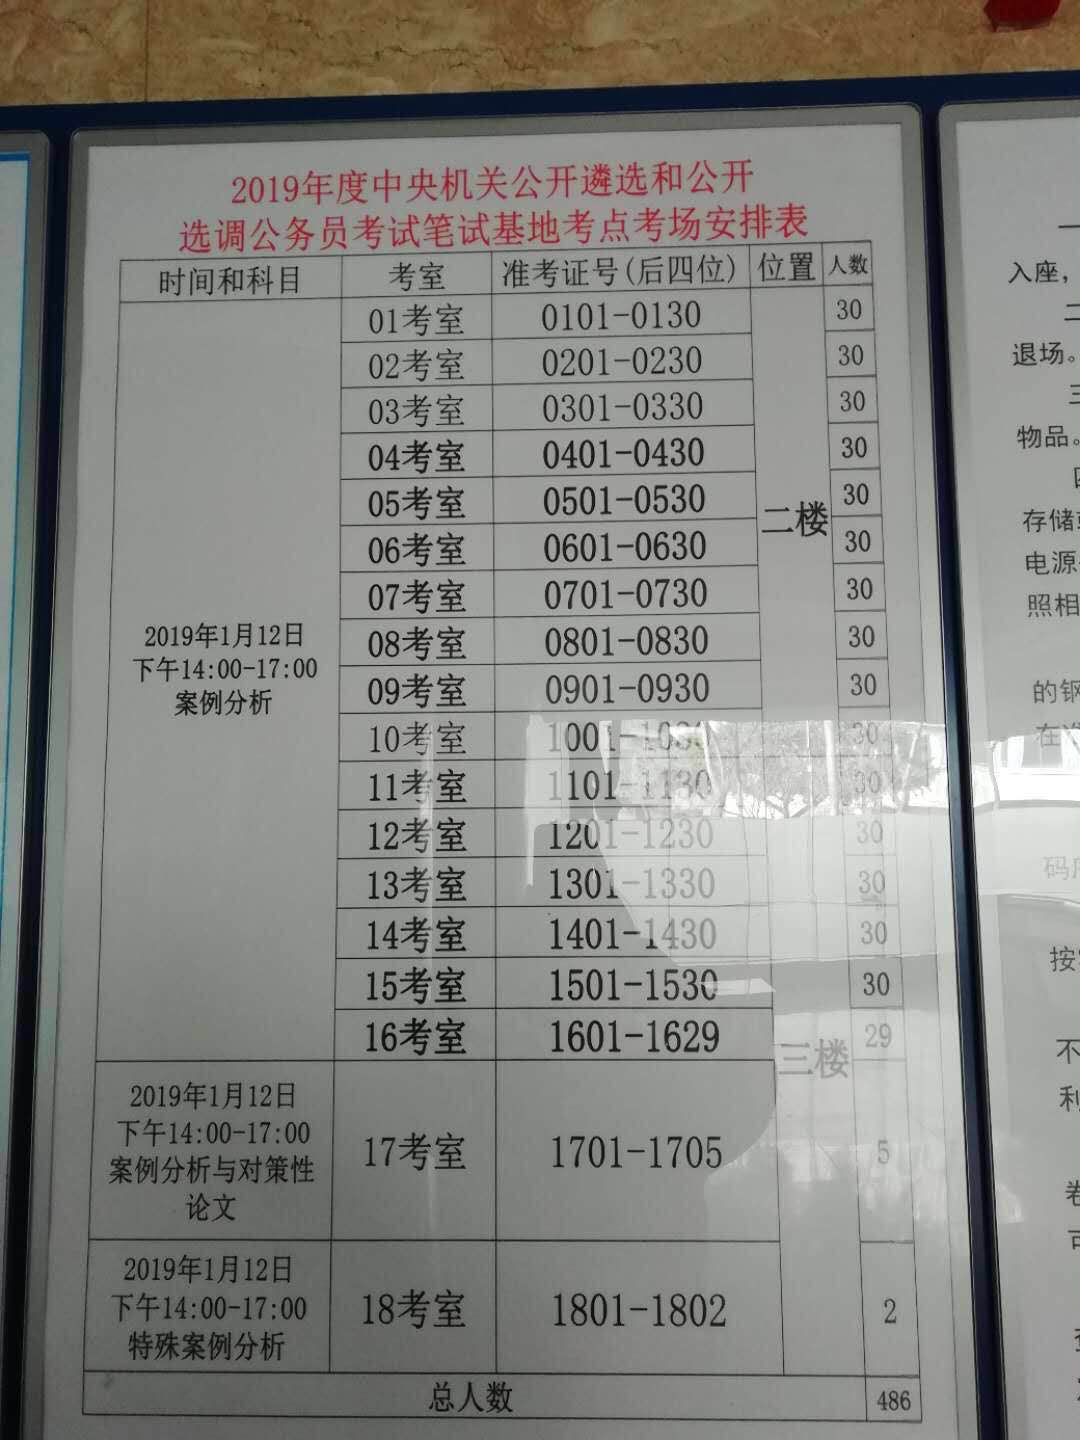 2019年度中央机关公开遴选和公开
选调公务员考试笔试基地考点考场安排表
时间和科目 考室 准考证号(后四位) 位置 人数
01考室 0101-0130 30
02考室 0201-0230 30
03考室 0301-0330 30
04考室 0401-0430 30
05考室 0501-0530 30
二楼
06考室 0601-0630 30
07考室 0701-0730 30
2019年1月12日
下午14:00-17:00
案例分析
08考室 0801-0830 30
09考室 0901-0930 30
10考室 1001-1030 30
11考室 1101-1130 30
12考室 1201-1230 30
13考室 1301-1330 30
14考室 1401-1430 30
15考室 1501-1530 30
16考室 1601-1629 29
三楼
2019年1月12日
下午14:00-17:00
案例分析与对策性
论文
17考室 1701-1705 5
2019年1月12日
下午14:00-17:00
特殊案例分析
18考室 1801-1802 2
总人数 486
入座，
二
退场。
三
物品。
存储
电源
照相
的钢
在
按
不